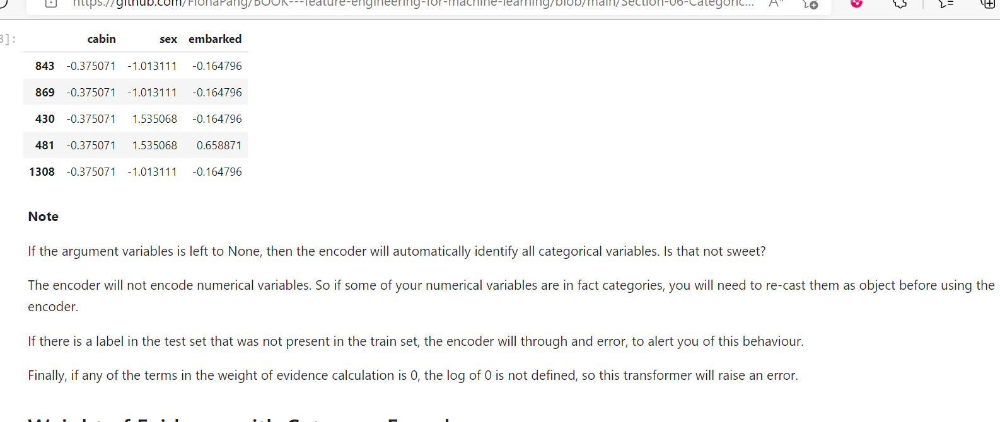 https://github.com/FionaPang/BOOK---feature-engineering-for-machine-learning/blob/main/Section-06-Categoric...
3]:
cabin sex embarked
843 -0.375071 -1.013111 -0.164796
869 -0.375071 -1.013111 -0.164796
430 -0.375071 1.535068 -0.164796
481 -0.375071 1.535068 0.658871
1308 -0.375071 -1.013111 -0.164796
Note
If the argument variables is left to None, then the encoder will automatically identify all categorical variables. Is that not sweet?
The encoder will not encode numerical variables. So if some of your numerical variables are in fact categories, you will need to re-cast them as object before using the
encoder.
If there is a label in the test set that was not present in the train set, the encoder will through and error, to alert you of this behaviour.
Finally, if any of the terms in the weight of evidence calculation is 0, the log of 0 is not defined, so this transformer will raise an error.